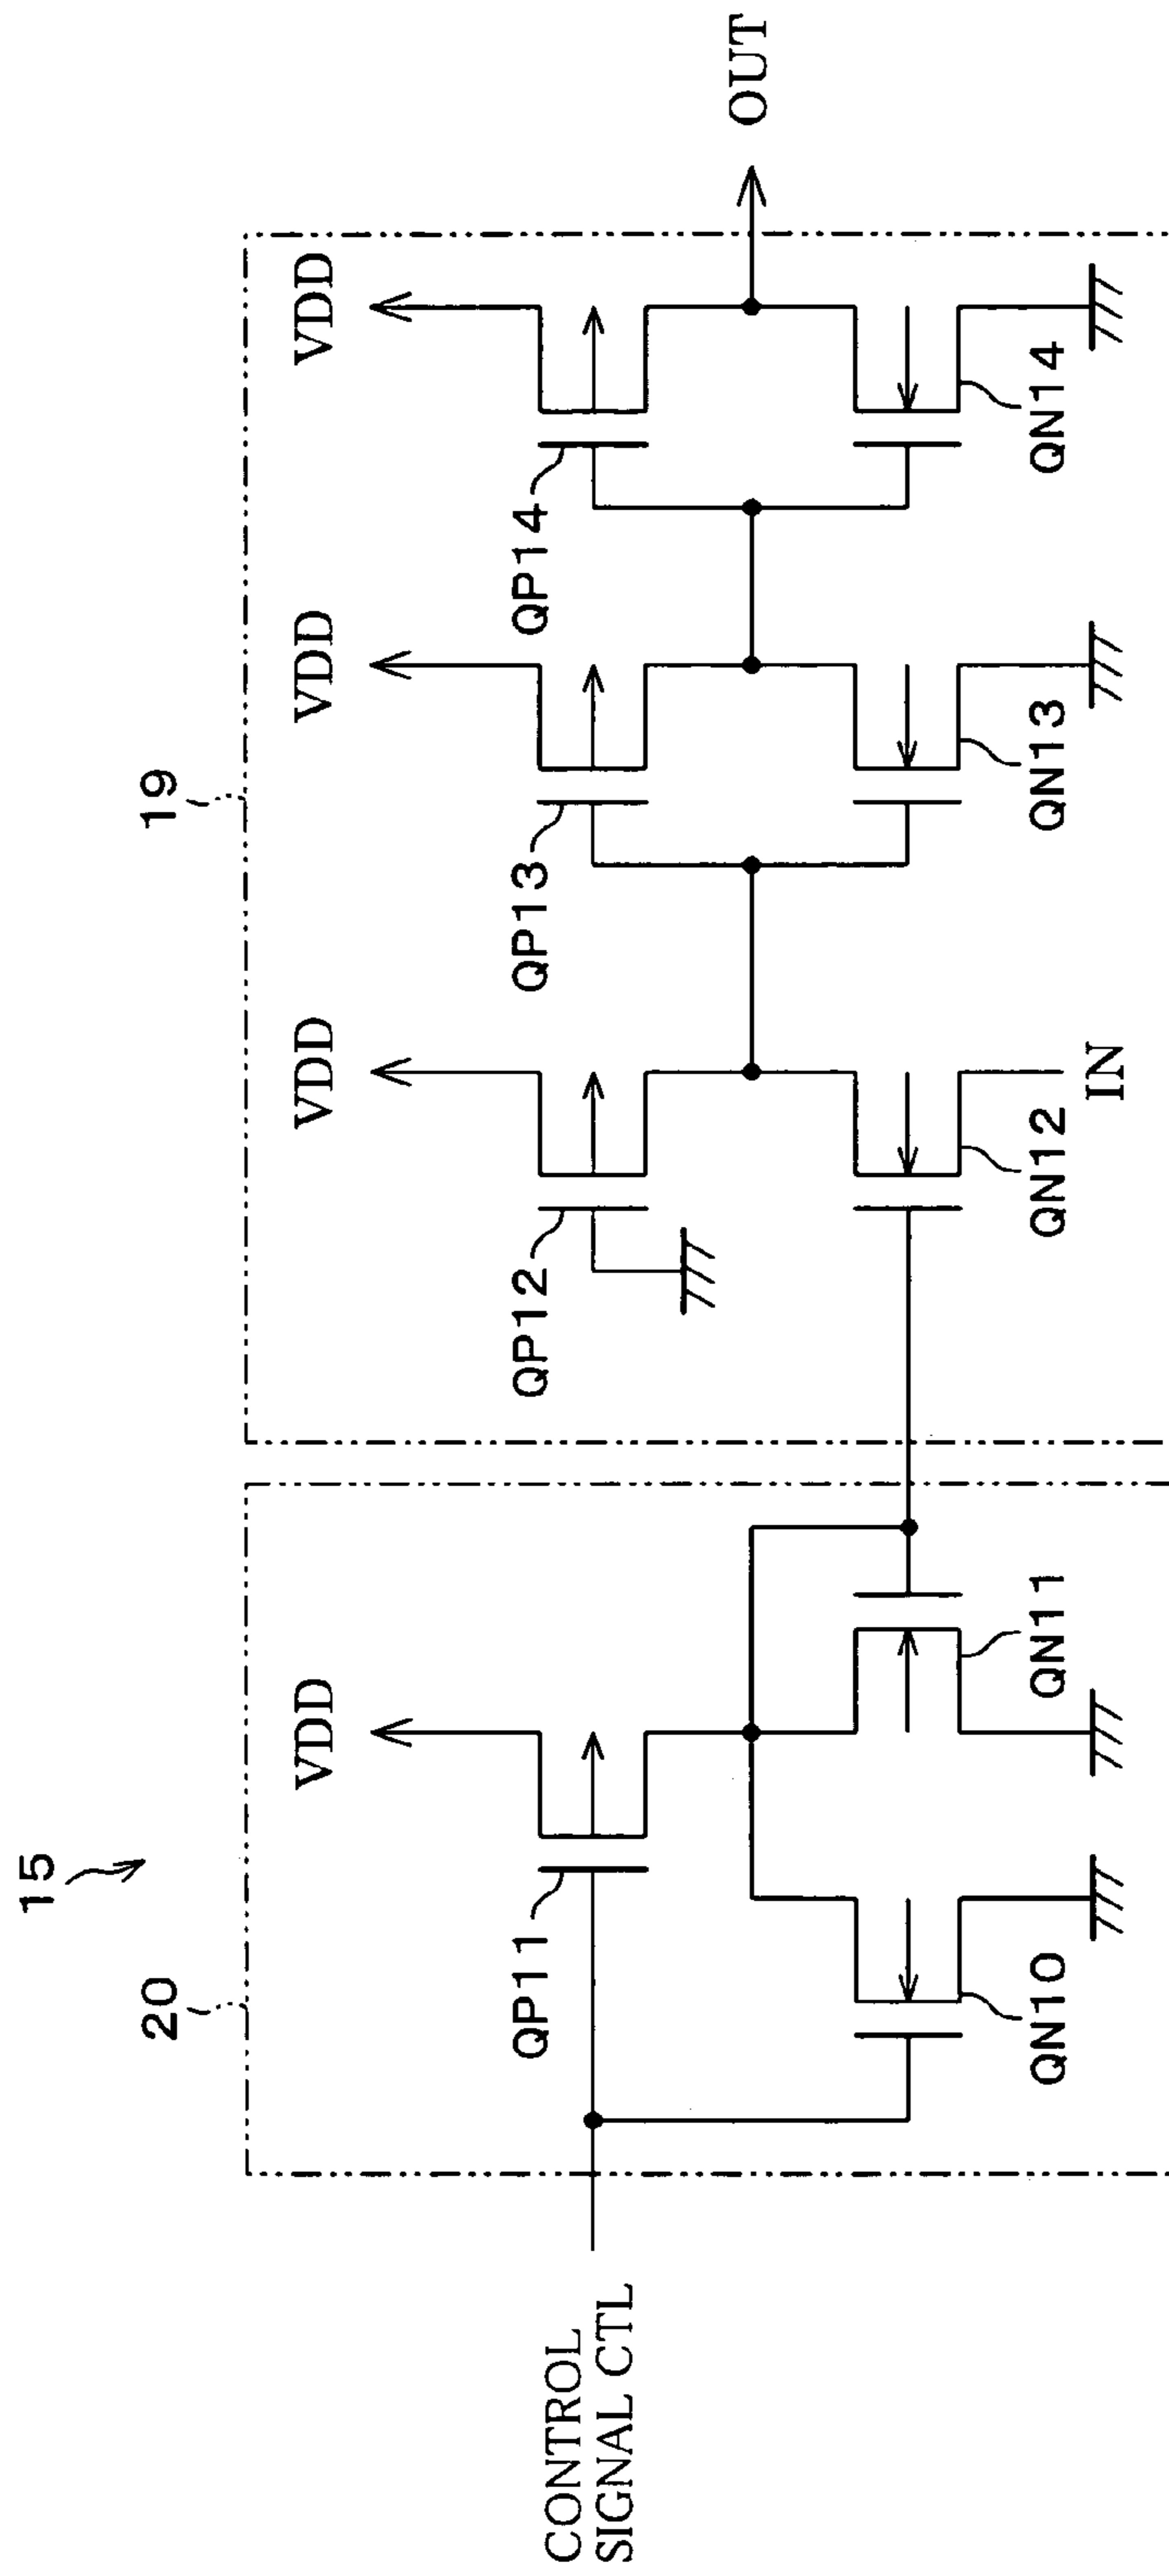 15
20
19
VDD
VDD
VDD
VDD
QP11
QP12
QP13
QP14
CONTROL
SIGNAL CTL
OUT
QN10
QN11
QN12
IN
QN13
QN14